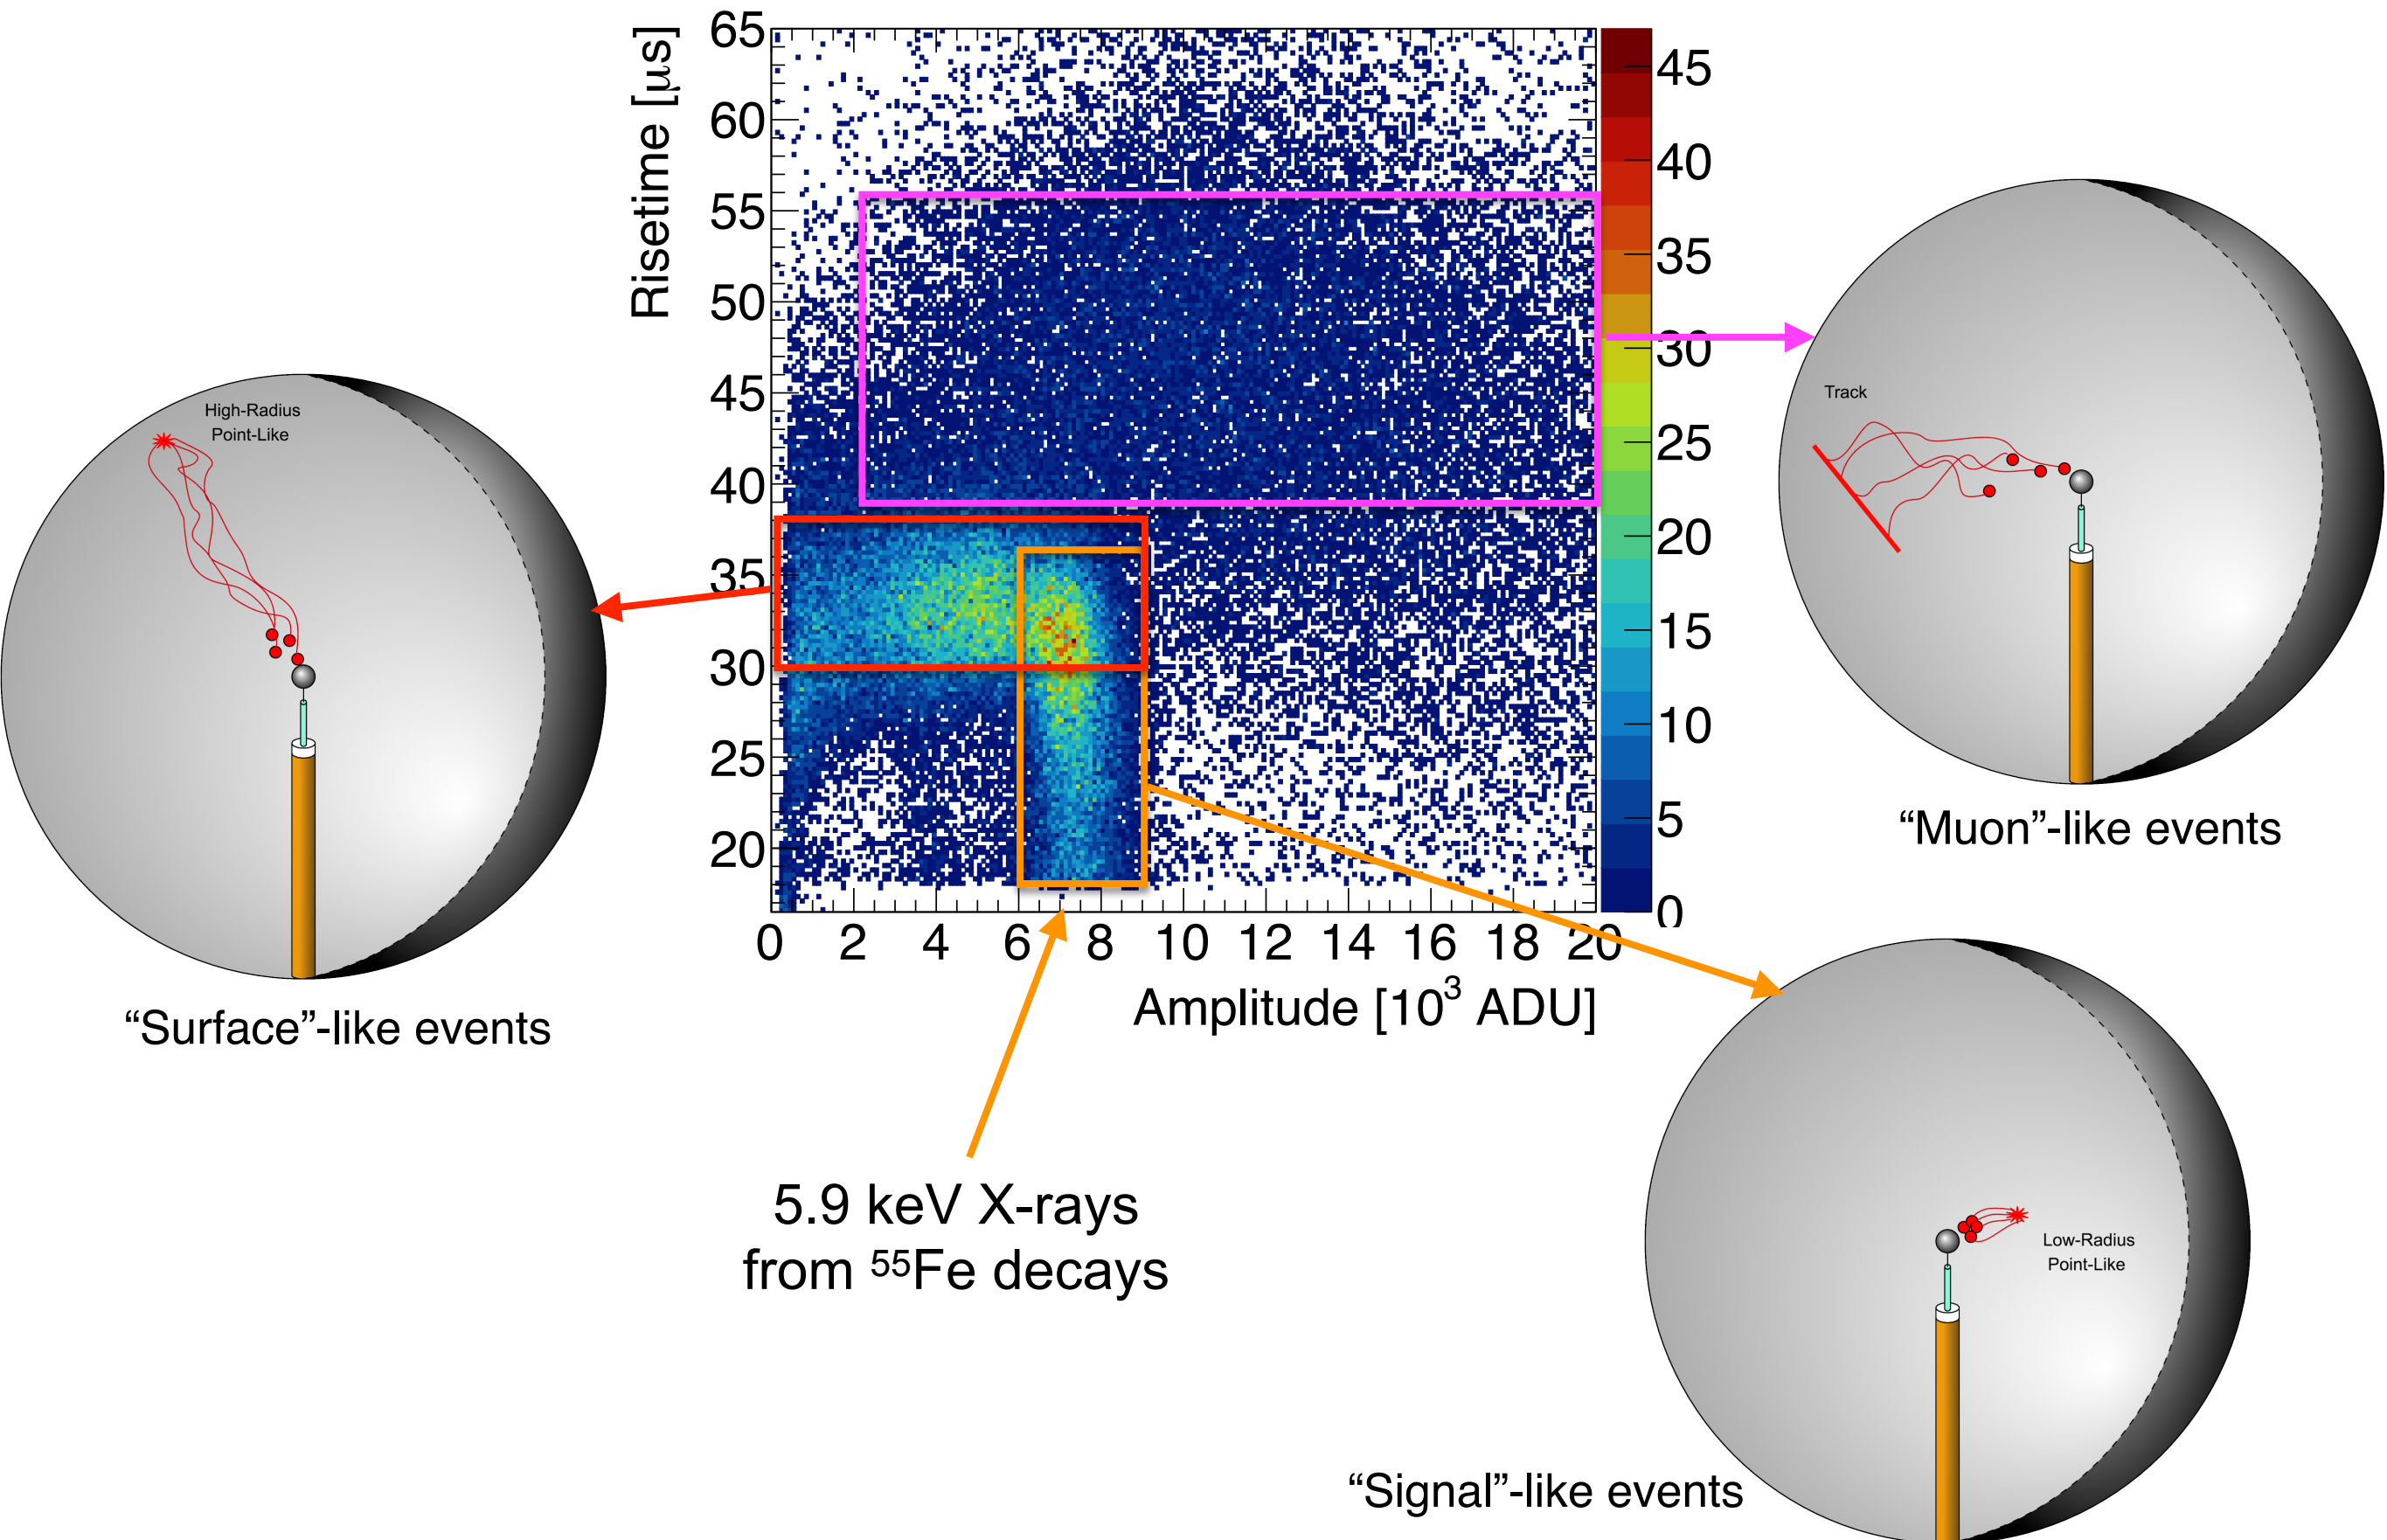 Risetime [μs]
65
60
55
50
45
40
35
30
25
20
0 2 4 6 8 10 12 14 16 18 20
Amplitude [10³ ADU]
45
40
35
30
25
20
15
10
5
0
High-Radius
Point-Like
“Surface”-like events
Track
“Muon”-like events
5.9 keV X-rays
from ⁵⁵Fe decays
Low-Radius
Point-Like
“Signal”-like events